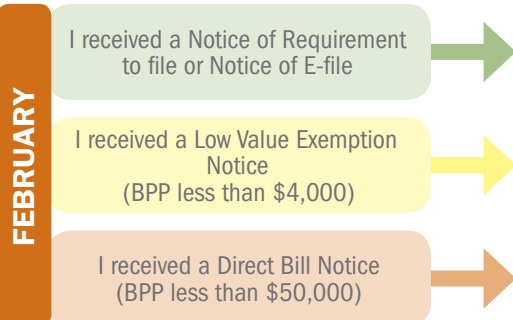 FEBRUARY
I received a Notice of Requirement
to file or Notice of E-file
I received a Low Value Exemption
Notice
(BPP less than $4,000)
I received a Direct Bill Notice
(BPP less than $50,000)